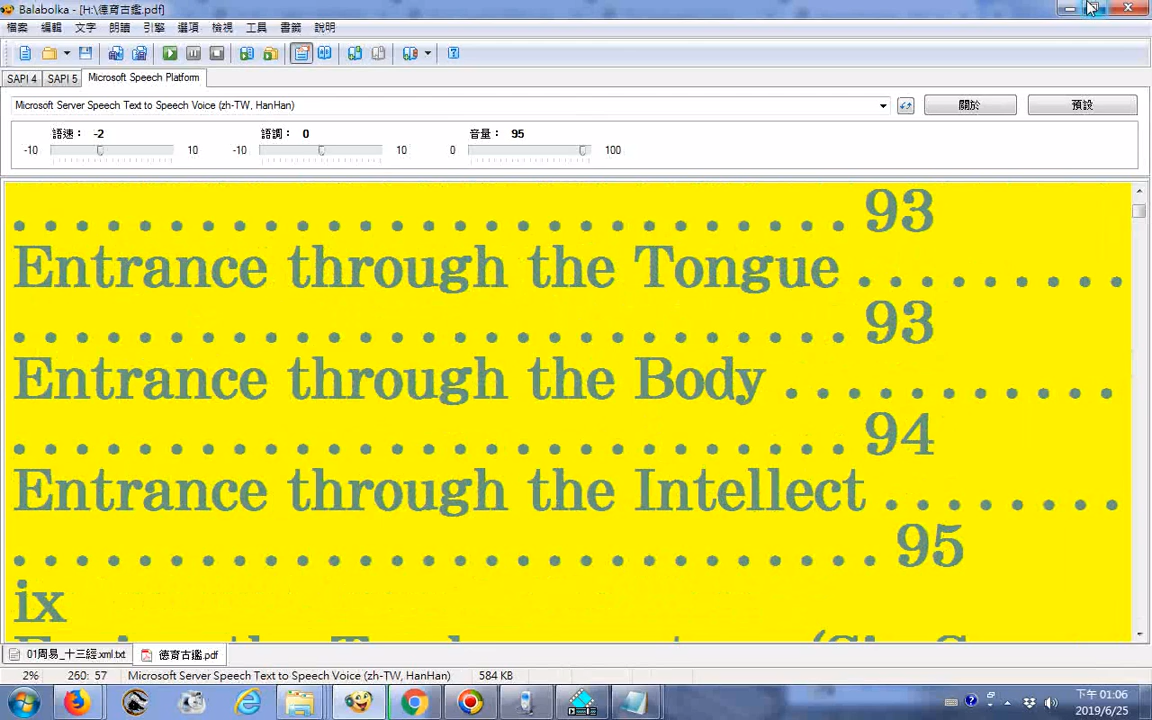 Balabolka - [H:\德育古鑑.pdf]
檔案 編輯 文字 朗讀 引擎 選項 檢視 工具 書籤 說明
SAPI 4 SAPI 5 Microsoft Speech Platform
Microsoft Server Speech Text to Speech Voice (zh-TW, HanHan) 關於 預設
語速： -2 語調： 0 音量： 95
-10 10 -10 10 0 100
. . . . . . . . . . . . . . . . . . . . . . . . . . . 93
Entrance through the Tongue . . . . . . . . .
. . . . . . . . . . . . . . . . . . . . . . . . . . . 93
Entrance through the Body . . . . . . . . . . .
. . . . . . . . . . . . . . . . . . . . . . . . . . . 94
Entrance through the Intellect . . . . . . . .
. . . . . . . . . . . . . . . . . . . . . . . . . . . . 95
ix
01周易_十三經.xml.txt 德育古鑑.pdf
2% 260: 57 Microsoft Server Speech Text to Speech Voice (zh-TW, HanHan) 584 KB
下午 01:06
2019/6/25